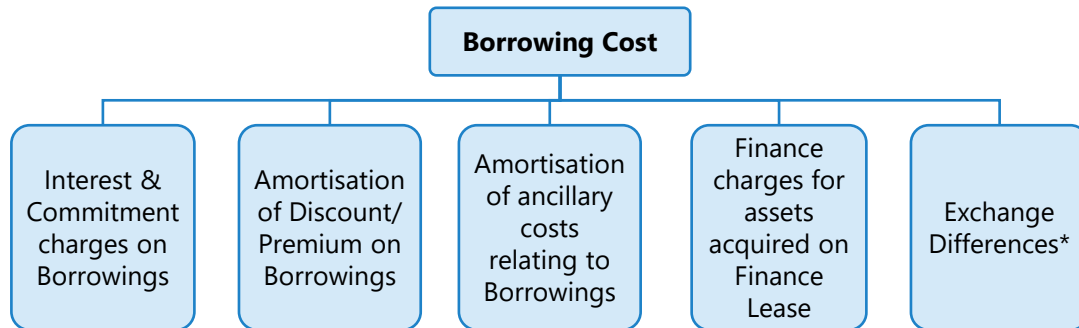 Borrowing Cost
Interest &
Commitment
charges on
Borrowings
Amortisation
of Discount/
Premium on
Borrowings
Amortisation
of ancillary
costs
relating to
Borrowings
Finance
charges for
assets
acquired on
Finance
Lease
Exchange
Differences*